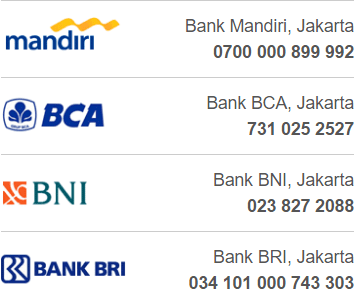 mandiri
Bank Mandiri, Jakarta
0700 000 899 992
BCA
Bank BCA, Jakarta
731 025 2527
BNI
Bank BNI, Jakarta
023 827 2088
BANK BRI
Bank BRI, Jakarta
034 101 000 743 303